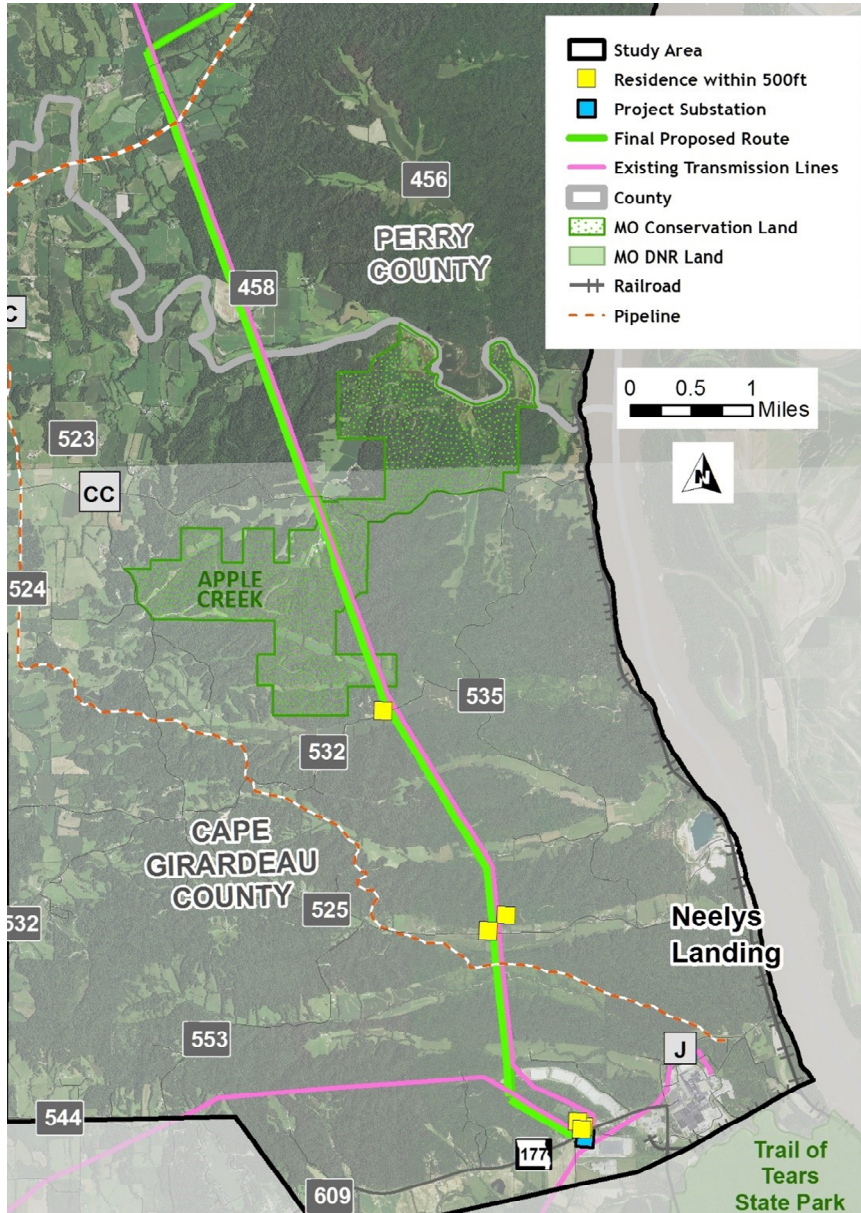 Study Area
Residence within 500ft
Project Substation
Final Proposed Route
Existing Transmission Lines
County
MO Conservation Land
MO DNR Land
Railroad
Pipeline
0 0.5 1
Miles
N
456
PERRY
COUNTY
458
C
523
CC
APPLE
CREEK
524
535
532
CAPE
GIRARDEAU
COUNTY
525
532
Neelys
Landing
553
J
544
177
609
Trail of
Tears
State Park